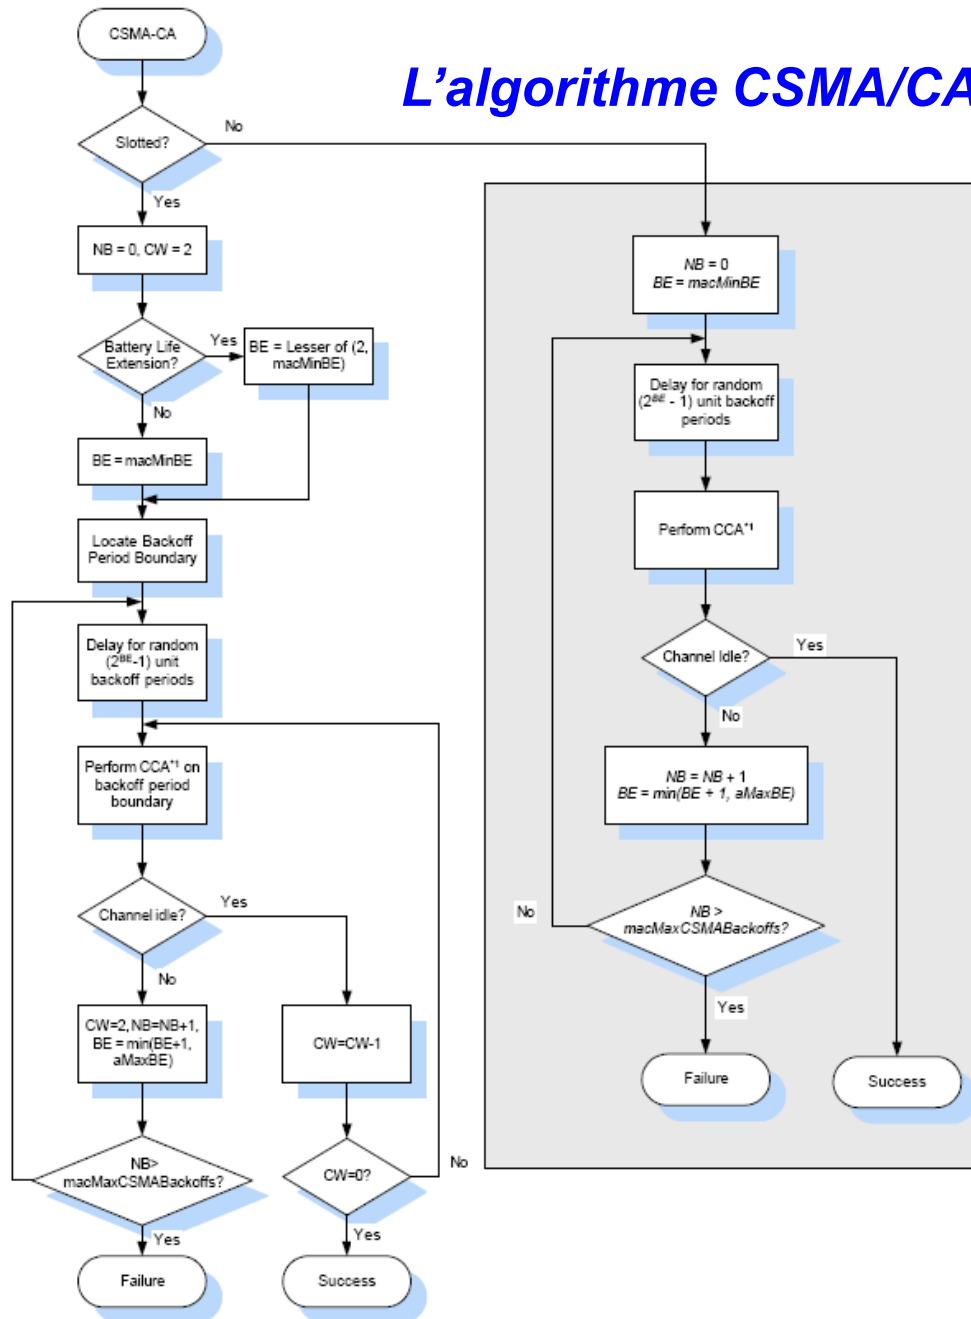 CSMA-CA
L'algorithme CSMA/CA
Slotted?
No
Yes
NB = 0, CW = 2
Battery Life
Extension?
Yes
BE = Lesser of (2,
macMinBE)
No
BE = macMinBE
Locate Backoff
Period Boundary
Delay for random
(2^BE-1) unit
backoff periods
Perform CCA*1 on
backoff period
boundary
Channel idle?
Yes
No
CW=2, NB=NB+1,
BE = min(BE+1,
aMaxBE)
CW=CW-1
NB>
macMaxCSMABackoffs?
CW=0?
No
Yes
Yes
Failure
Success
NB = 0
BE = macMinBE
Delay for random
(2^BE - 1) unit backoff
periods
Perform CCA*1
Channel Idle?
Yes
No
NB = NB + 1
BE = min(BE + 1, aMaxBE)
No
NB >
macMaxCSMABackoffs?
Yes
Failure
Success